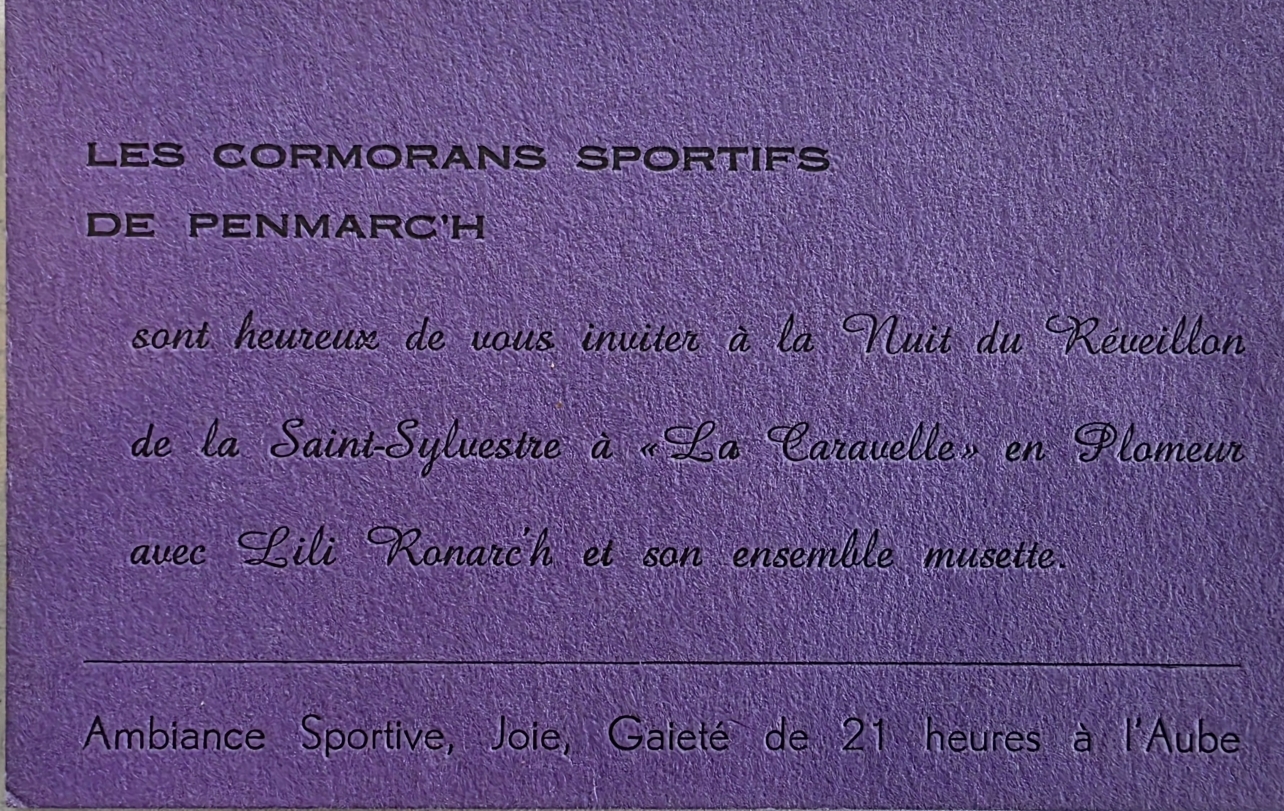 LES CORMORANS SPORTIFS
DE PENMARC'H
sont heureux de vous inviter à la Nuit du Réveillon
de la Saint-Sylvestre à «La Caravelle» en Plomeur
avec Lili Ronarc'h et son ensemble musette.
Ambiance Sportive, Joie, Gaieté de 21 heures à l'Aube